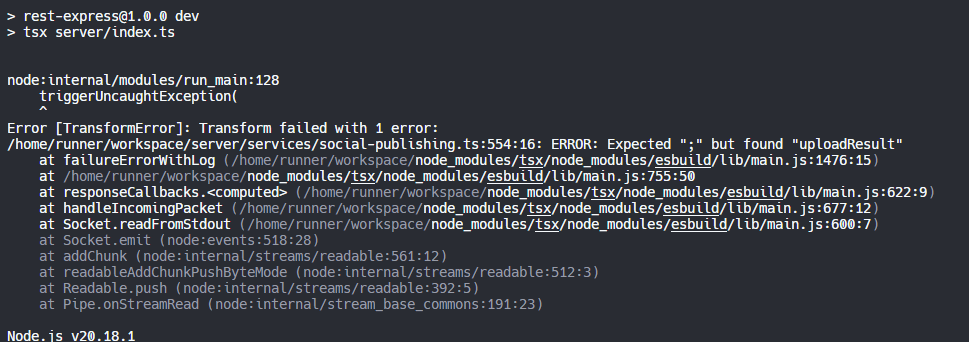 > rest-express@1.0.0 dev
> tsx server/index.ts
node:internal/modules/run_main:128
    triggerUncaughtException(
    ^
Error [TransformError]: Transform failed with 1 error:
/home/runner/workspace/server/services/social-publishing.ts:554:16: ERROR: Expected ";" but found "uploadResult"
    at failureErrorWithLog (/home/runner/workspace/node_modules/tsx/node_modules/esbuild/lib/main.js:1476:15)
    at /home/runner/workspace/node_modules/tsx/node_modules/esbuild/lib/main.js:755:50
    at responseCallbacks.<computed> (/home/runner/workspace/node_modules/tsx/node_modules/esbuild/lib/main.js:622:9)
    at handleIncomingPacket (/home/runner/workspace/node_modules/tsx/node_modules/esbuild/lib/main.js:677:12)
    at Socket.readFromStdout (/home/runner/workspace/node_modules/tsx/node_modules/esbuild/lib/main.js:600:7)
    at Socket.emit (node:events:518:28)
    at addChunk (node:internal/streams/readable:561:12)
    at readableAddChunkPushByteMode (node:internal/streams/readable:512:3)
    at Readable.push (node:internal/streams/readable:392:5)
    at Pipe.onStreamRead (node:internal/stream_base_commons:191:23)
Node.js v20.18.1